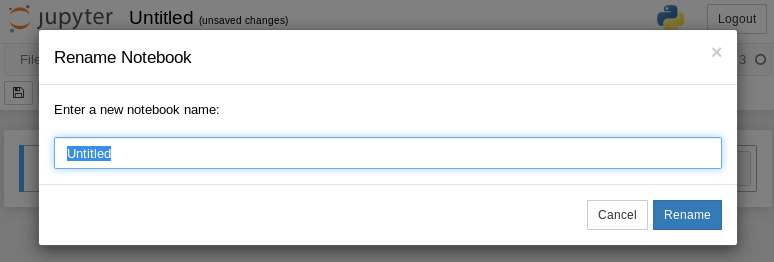 jupyter Untitled (unsaved changes) Logout
Rename Notebook ×
File 3
Enter a new notebook name:
Untitled
Cancel Rename